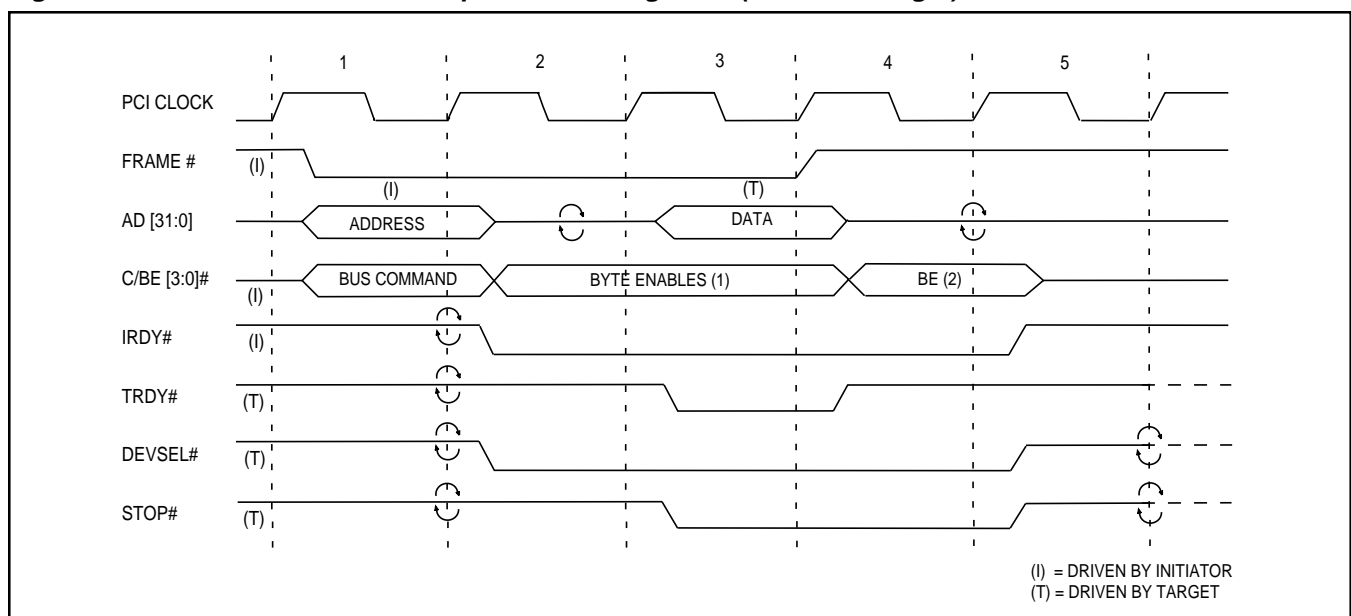 1 2 3 4 5
PCI CLOCK
FRAME # (I)
(I) (T)
AD [31:0] ADDRESS DATA
C/BE [3:0]# (I) BUS COMMAND BYTE ENABLES (1) BE (2)
IRDY# (I)
TRDY# (T)
DEVSEL# (T)
STOP# (T)
(I) = DRIVEN BY INITIATOR
(T) = DRIVEN BY TARGET